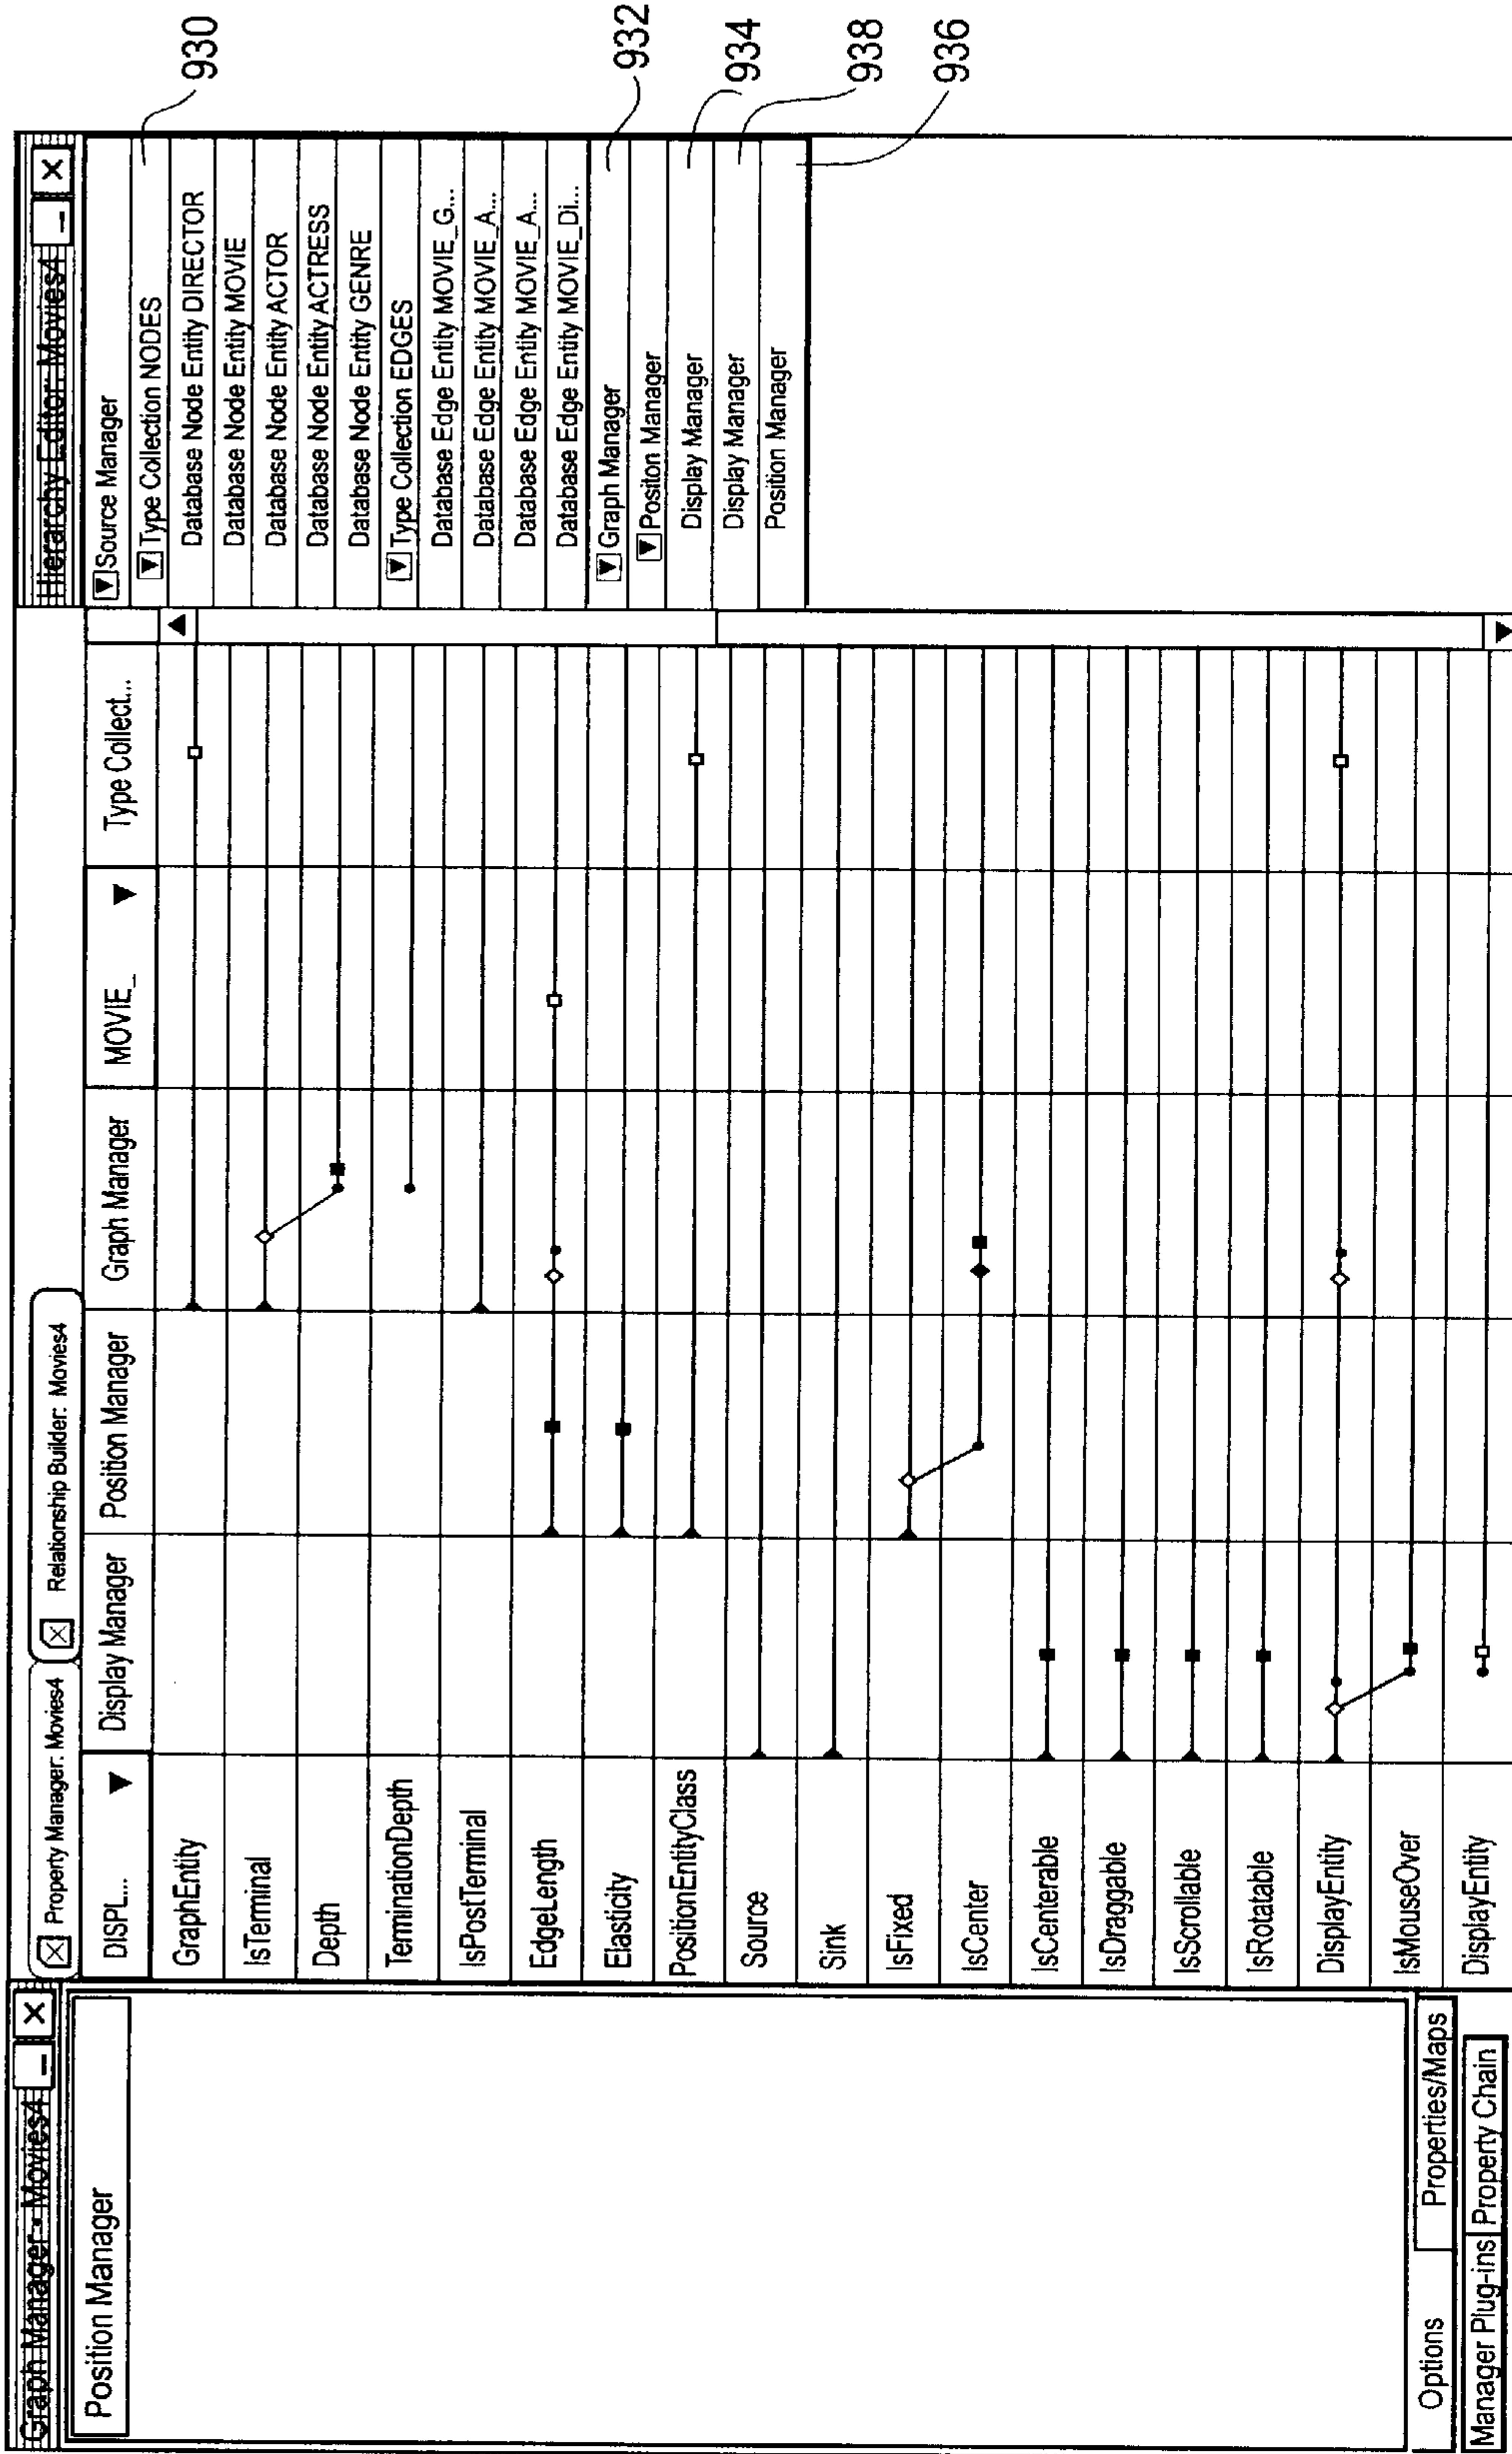 Graph Manager - Movies4
Position Manager
Options
Properties/Maps
Manager Plug-ins
Property Chain
Property Manager: Movies4
Relationship Builder: Movies4
DISPL...
Display Manager
Position Manager
Graph Manager
MOVIE_
Type Collect...
GraphEntity
IsTerminal
Depth
TerminationDepth
IsPostTerminal
EdgeLength
Elasticity
PositionEntityClass
Source
Sink
IsFixed
IsCenter
IsCenterable
IsDraggable
IsScrollable
IsRotatable
DisplayEntity
IsMouseOver
DisplayEntity
Hierarchy Editor: Movies4
Source Manager
Type Collection NODES
Database Node Entity DIRECTOR
Database Node Entity MOVIE
Database Node Entity ACTOR
Database Node Entity ACTRESS
Database Node Entity GENRE
Type Collection EDGES
Database Edge Entity MOVIE_G...
Database Edge Entity MOVIE_A...
Database Edge Entity MOVIE_A...
Database Edge Entity MOVIE_Di...
Graph Manager
Positon Manager
Display Manager
Display Manager
Position Manager
930
932
934
938
936